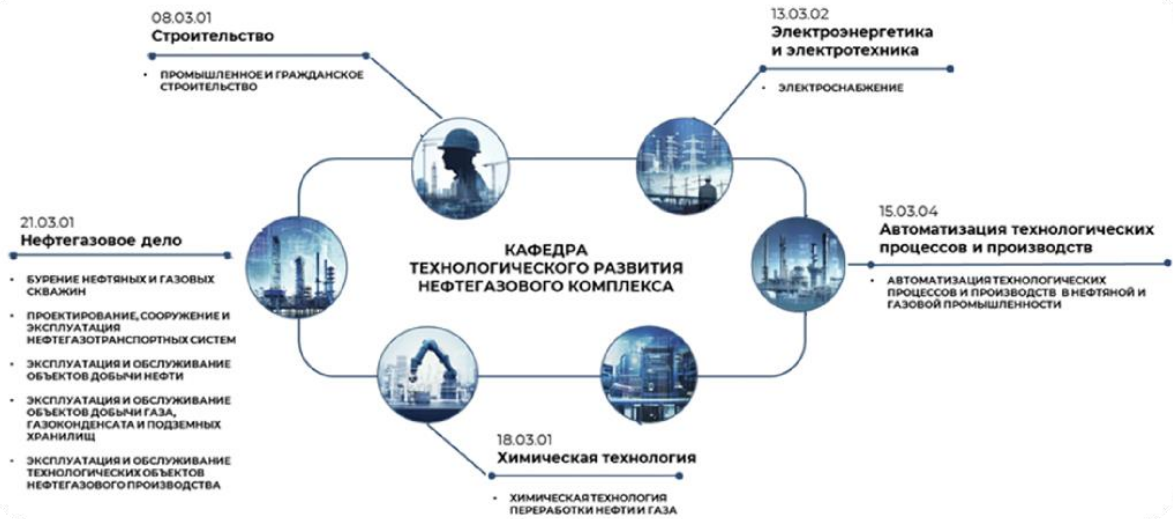 08.03.01
Строительство
• ПРОМЫШЛЕННОЕ И ГРАЖДАНСКОЕ
СТРОИТЕЛЬСТВО
13.03.02
Электроэнергетика
и электротехника
• ЭЛЕКТРОСНАБЖЕНИЕ
21.03.01
Нефтегазовое дело
• БУРЕНИЕ НЕФТЯНЫХ И ГАЗОВЫХ
СКВАЖИН
• ПРОЕКТИРОВАНИЕ, СООРУЖЕНИЕ И
ЭКСПЛУАТАЦИЯ
НЕФТЕГАЗОТРАНСПОРТНЫХ СИСТЕМ
• ЭКСПЛУАТАЦИЯ И ОБСЛУЖИВАНИЕ
ОБЪЕКТОВ ДОБЫЧИ НЕФТИ
• ЭКСПЛУАТАЦИЯ И ОБСЛУЖИВАНИЕ
ОБЪЕКТОВ ДОБЫЧИ ГАЗА,
ГАЗОКОНДЕНСАТА И ПОДЗЕМНЫХ
ХРАНИЛИЩ
• ЭКСПЛУАТАЦИЯ И ОБСЛУЖИВАНИЕ
ТЕХНОЛОГИЧЕСКИХ ОБЪЕКТОВ
НЕФТЕГАЗОВОГО ПРОИЗВОДСТВА
КАФЕДРА
ТЕХНОЛОГИЧЕСКОГО РАЗВИТИЯ
НЕФТЕГАЗОВОГО КОМПЛЕКСА
15.03.04
Автоматизация технологических
процессов и производств
• АВТОМАТИЗАЦИЯ ТЕХНОЛОГИЧЕСКИХ
ПРОЦЕССОВ И ПРОИЗВОДСТВ В НЕФТЯНОЙ И
ГАЗОВОЙ ПРОМЫШЛЕННОСТИ
18.03.01
Химическая технология
• ХИМИЧЕСКАЯ ТЕХНОЛОГИЯ
ПЕРЕРАБОТКИ НЕФТИ И ГАЗА